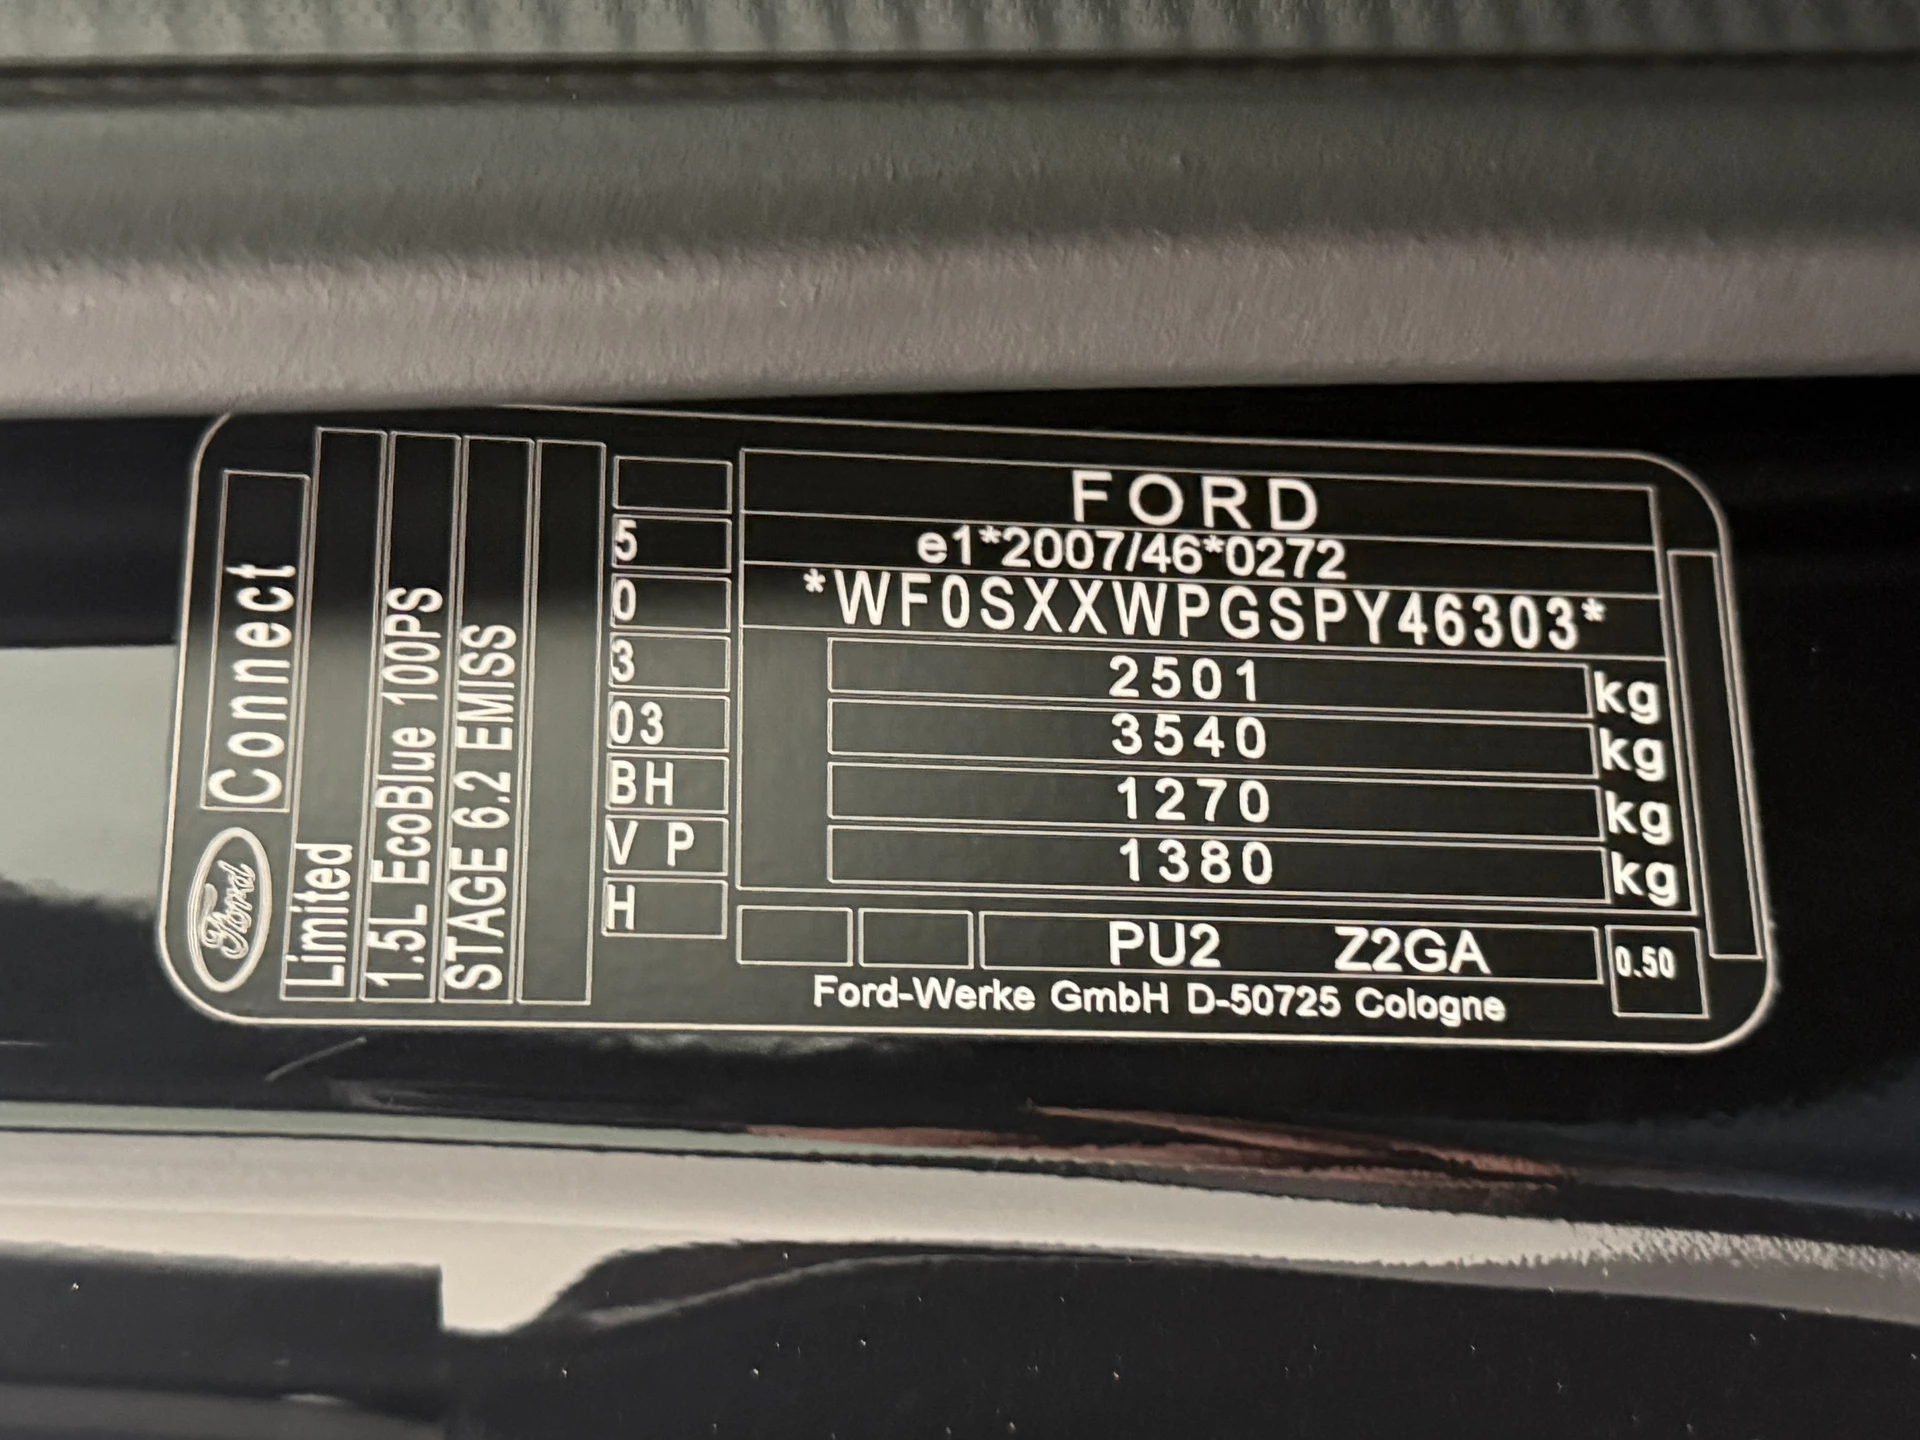 Ford Connect
Limited
1.5L EcoBlue 100PS
STAGE 6.2 EMISS
5
0
3
03
BH
V P
H
FORD
e1*2007/46*0272
*WF0SXXWPGSPY46303*
2501 kg
3540 kg
1270 kg
1380 kg
PU2 Z2GA
0.50
Ford-Werke GmbH D-50725 Cologne